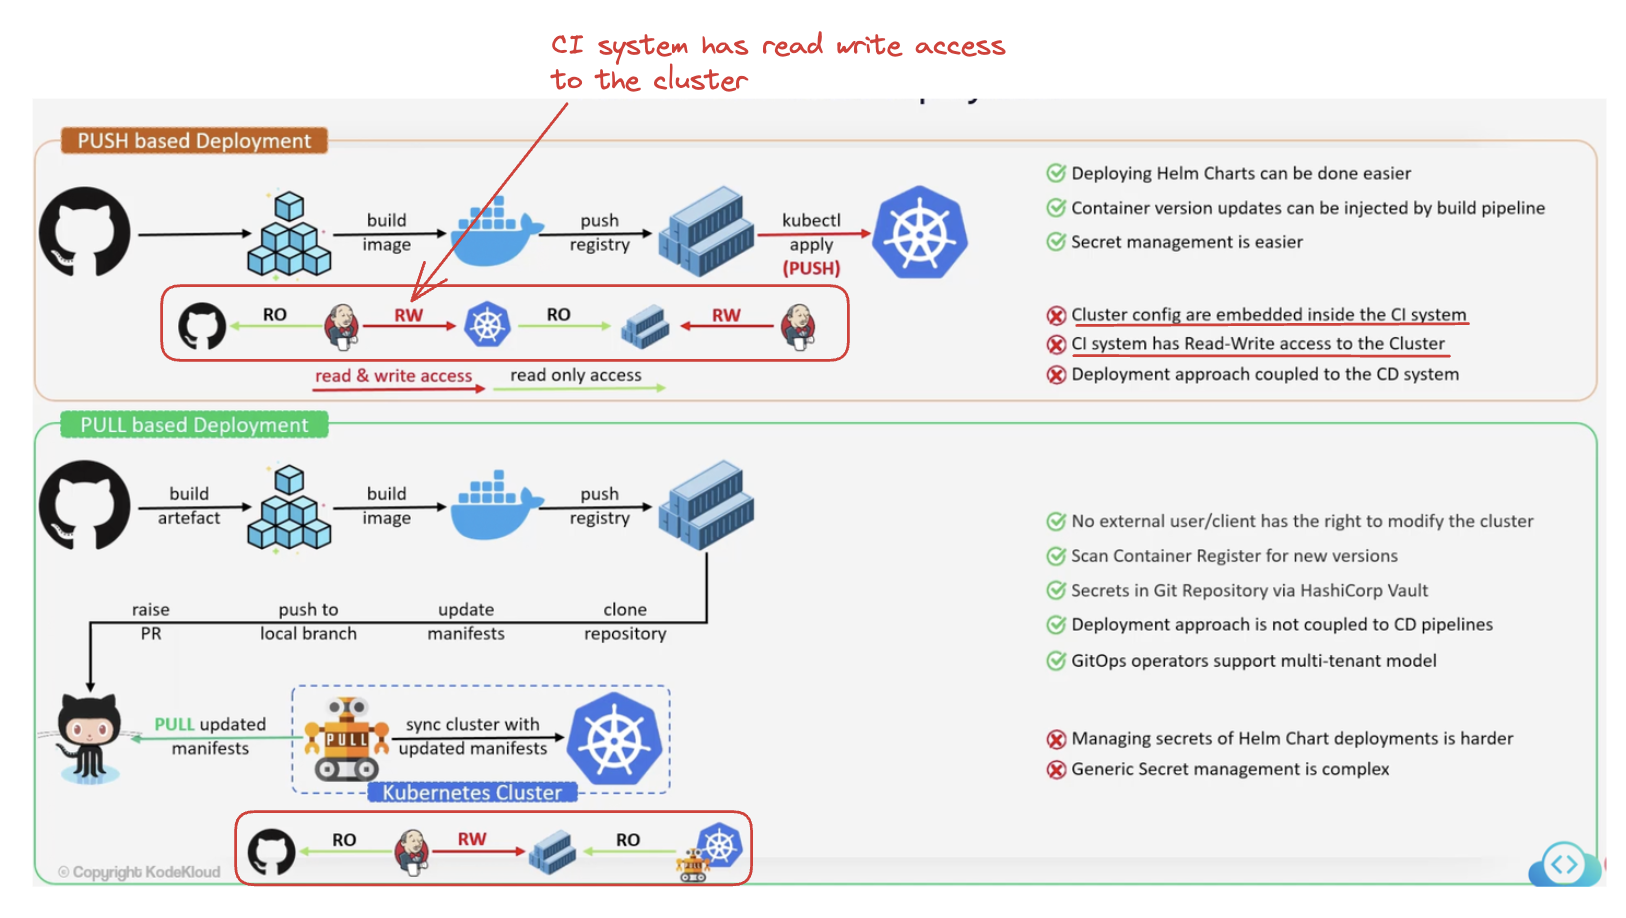 CI system has read write access
to the cluster
PUSH based Deployment
build
image
push
registry
kubectl
apply
(PUSH)
Deploying Helm Charts can be done easier
Container version updates can be injected by build pipeline
Secret management is easier
RO
RW
RO
RW
read & write access
read only access
Cluster config are embedded inside the CI system
CI system has Read-Write access to the Cluster
Deployment approach coupled to the CD system
PULL based Deployment
build
artefact
build
image
push
registry
raise
PR
push to
local branch
update
manifests
clone
repository
PULL updated
manifests
PULL
sync cluster with
updated manifests
Kubernetes Cluster
No external user/client has the right to modify the cluster
Scan Container Register for new versions
Secrets in Git Repository via HashiCorp Vault
Deployment approach is not coupled to CD pipelines
GitOps operators support multi-tenant model
Managing secrets of Helm Chart deployments is harder
Generic Secret management is complex
RO
RW
RO
PULL
© Copyright KodeKloud